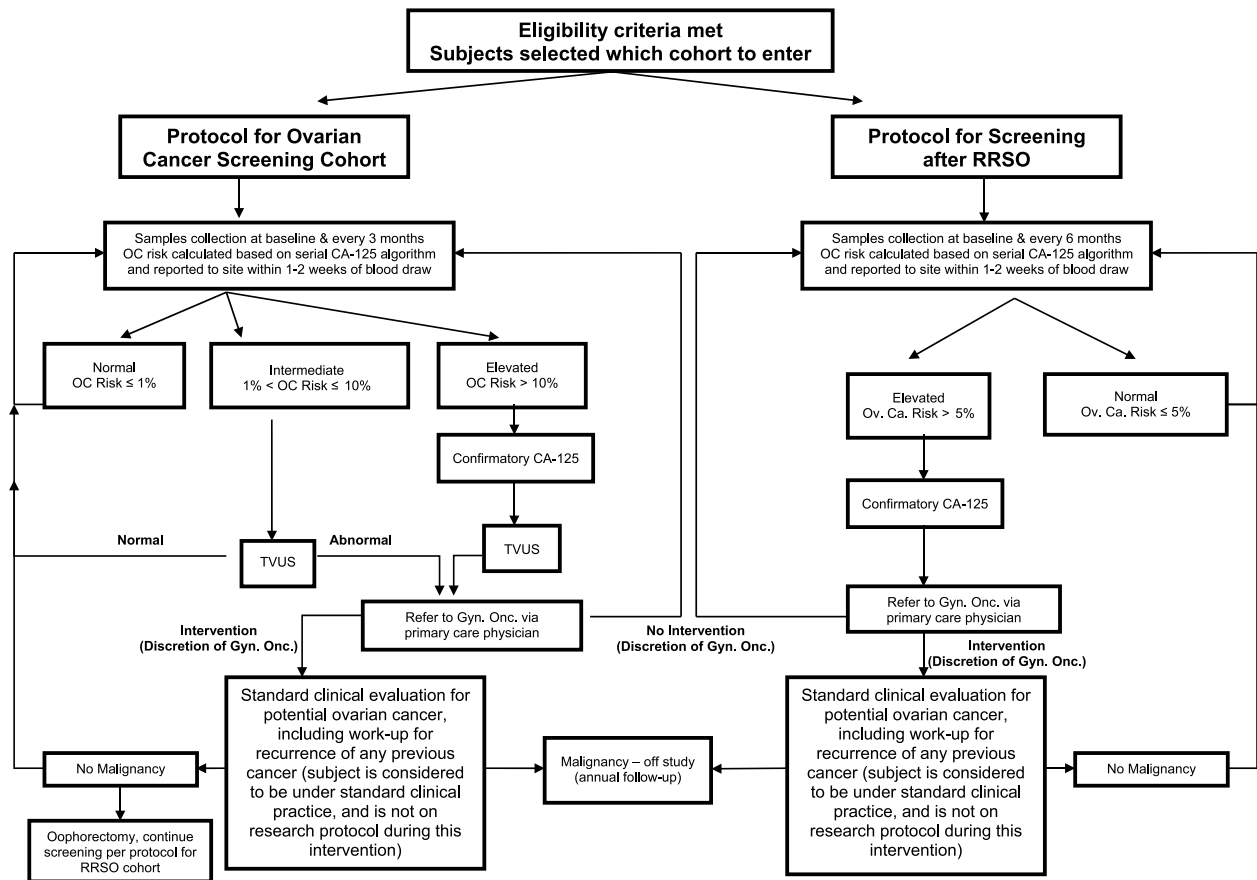 Eligibility criteria met
Subjects selected which cohort to enter
Protocol for Ovarian
Cancer Screening Cohort
Protocol for Screening
after RRSO
Samples collection at baseline & every 3 months
OC risk calculated based on serial CA-125 algorithm
and reported to site within 1-2 weeks of blood draw
Samples collection at baseline & every 6 months
OC risk calculated based on serial CA-125 algorithm
and reported to site within 1-2 weeks of blood draw
Normal
OC Risk ≤ 1%
Intermediate
1% < OC Risk ≤ 10%
Elevated
OC Risk > 10%
Elevated
Ov. Ca. Risk > 5%
Normal
Ov. Ca. Risk ≤ 5%
Confirmatory CA-125
Confirmatory CA-125
Normal
TVUS
Abnormal
TVUS
Refer to Gyn. Onc. via
primary care physician
Refer to Gyn. Onc. via
primary care physician
Intervention
(Discretion of Gyn. Onc.)
No Intervention
(Discretion of Gyn. Onc.)
Intervention
(Discretion of Gyn. Onc.)
Standard clinical evaluation for
potential ovarian cancer,
including work-up for
recurrence of any previous
cancer (subject is considered
to be under standard clinical
practice, and is not on
research protocol during this
intervention)
Standard clinical evaluation for
potential ovarian cancer,
including work-up for
recurrence of any previous
cancer (subject is considered
to be under standard clinical
practice, and is not on
research protocol during this
intervention)
No Malignancy
Malignancy – off study
(annual follow-up)
No Malignancy
Oophorectomy, continue
screening per protocol for
RRSO cohort